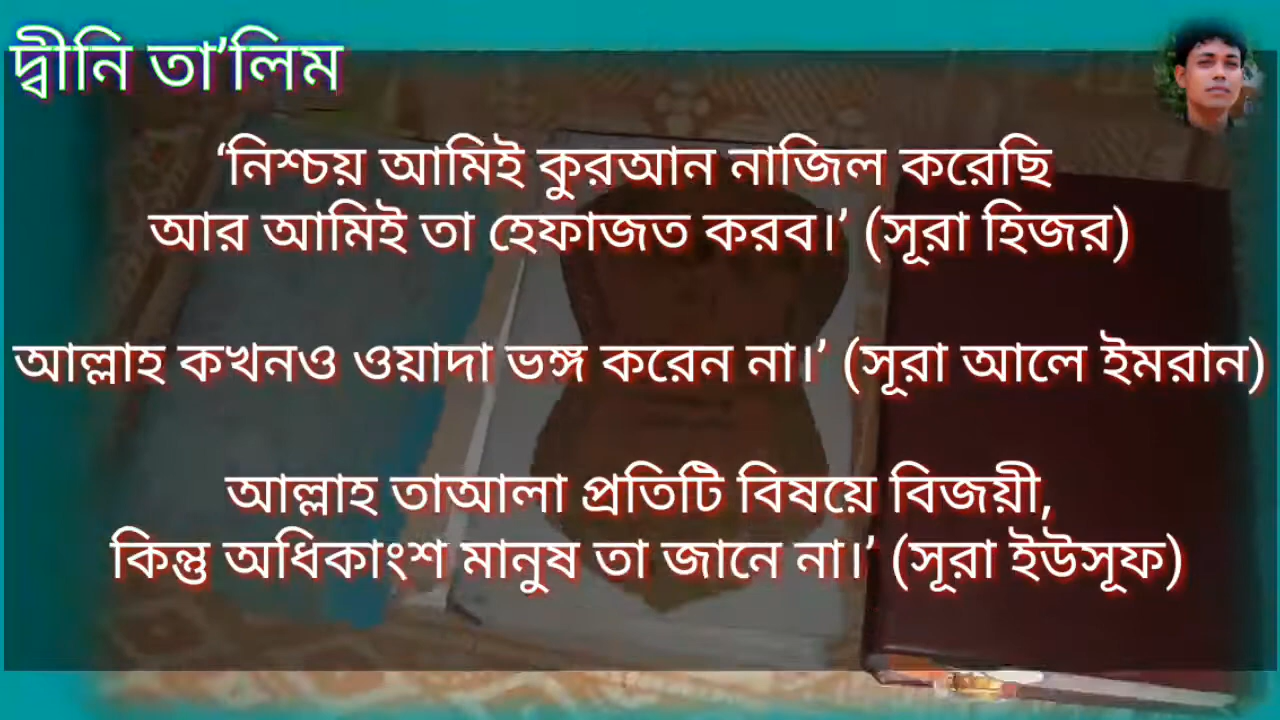 দ্বীনি তা’লিম
‘নিশ্চয় আমিই কুরআন নাজিল করেছি
আর আমিই তা হেফাজত করব।’ (সূরা হিজর)
আল্লাহ কখনও ওয়াদা ভঙ্গ করেন না।’ (সূরা আলে ইমরান)
আল্লাহ তাআলা প্রতিটি বিষয়ে বিজয়ী,
কিন্তু অধিকাংশ মানুষ তা জানে না।’ (সূরা ইউসূফ)